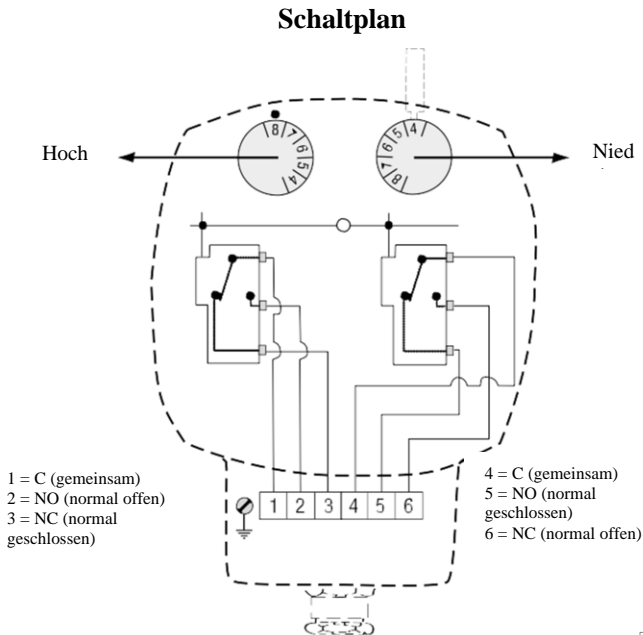 Schaltplan
Hoch
Nied
8 7 6 5 4
8 7 6 5 4
1 = C (gemeinsam)
2 = NO (normal offen)
3 = NC (normal
geschlossen)
1 2 3 4 5 6
4 = C (gemeinsam)
5 = NO (normal
geschlossen)
6 = NC (normal offen)